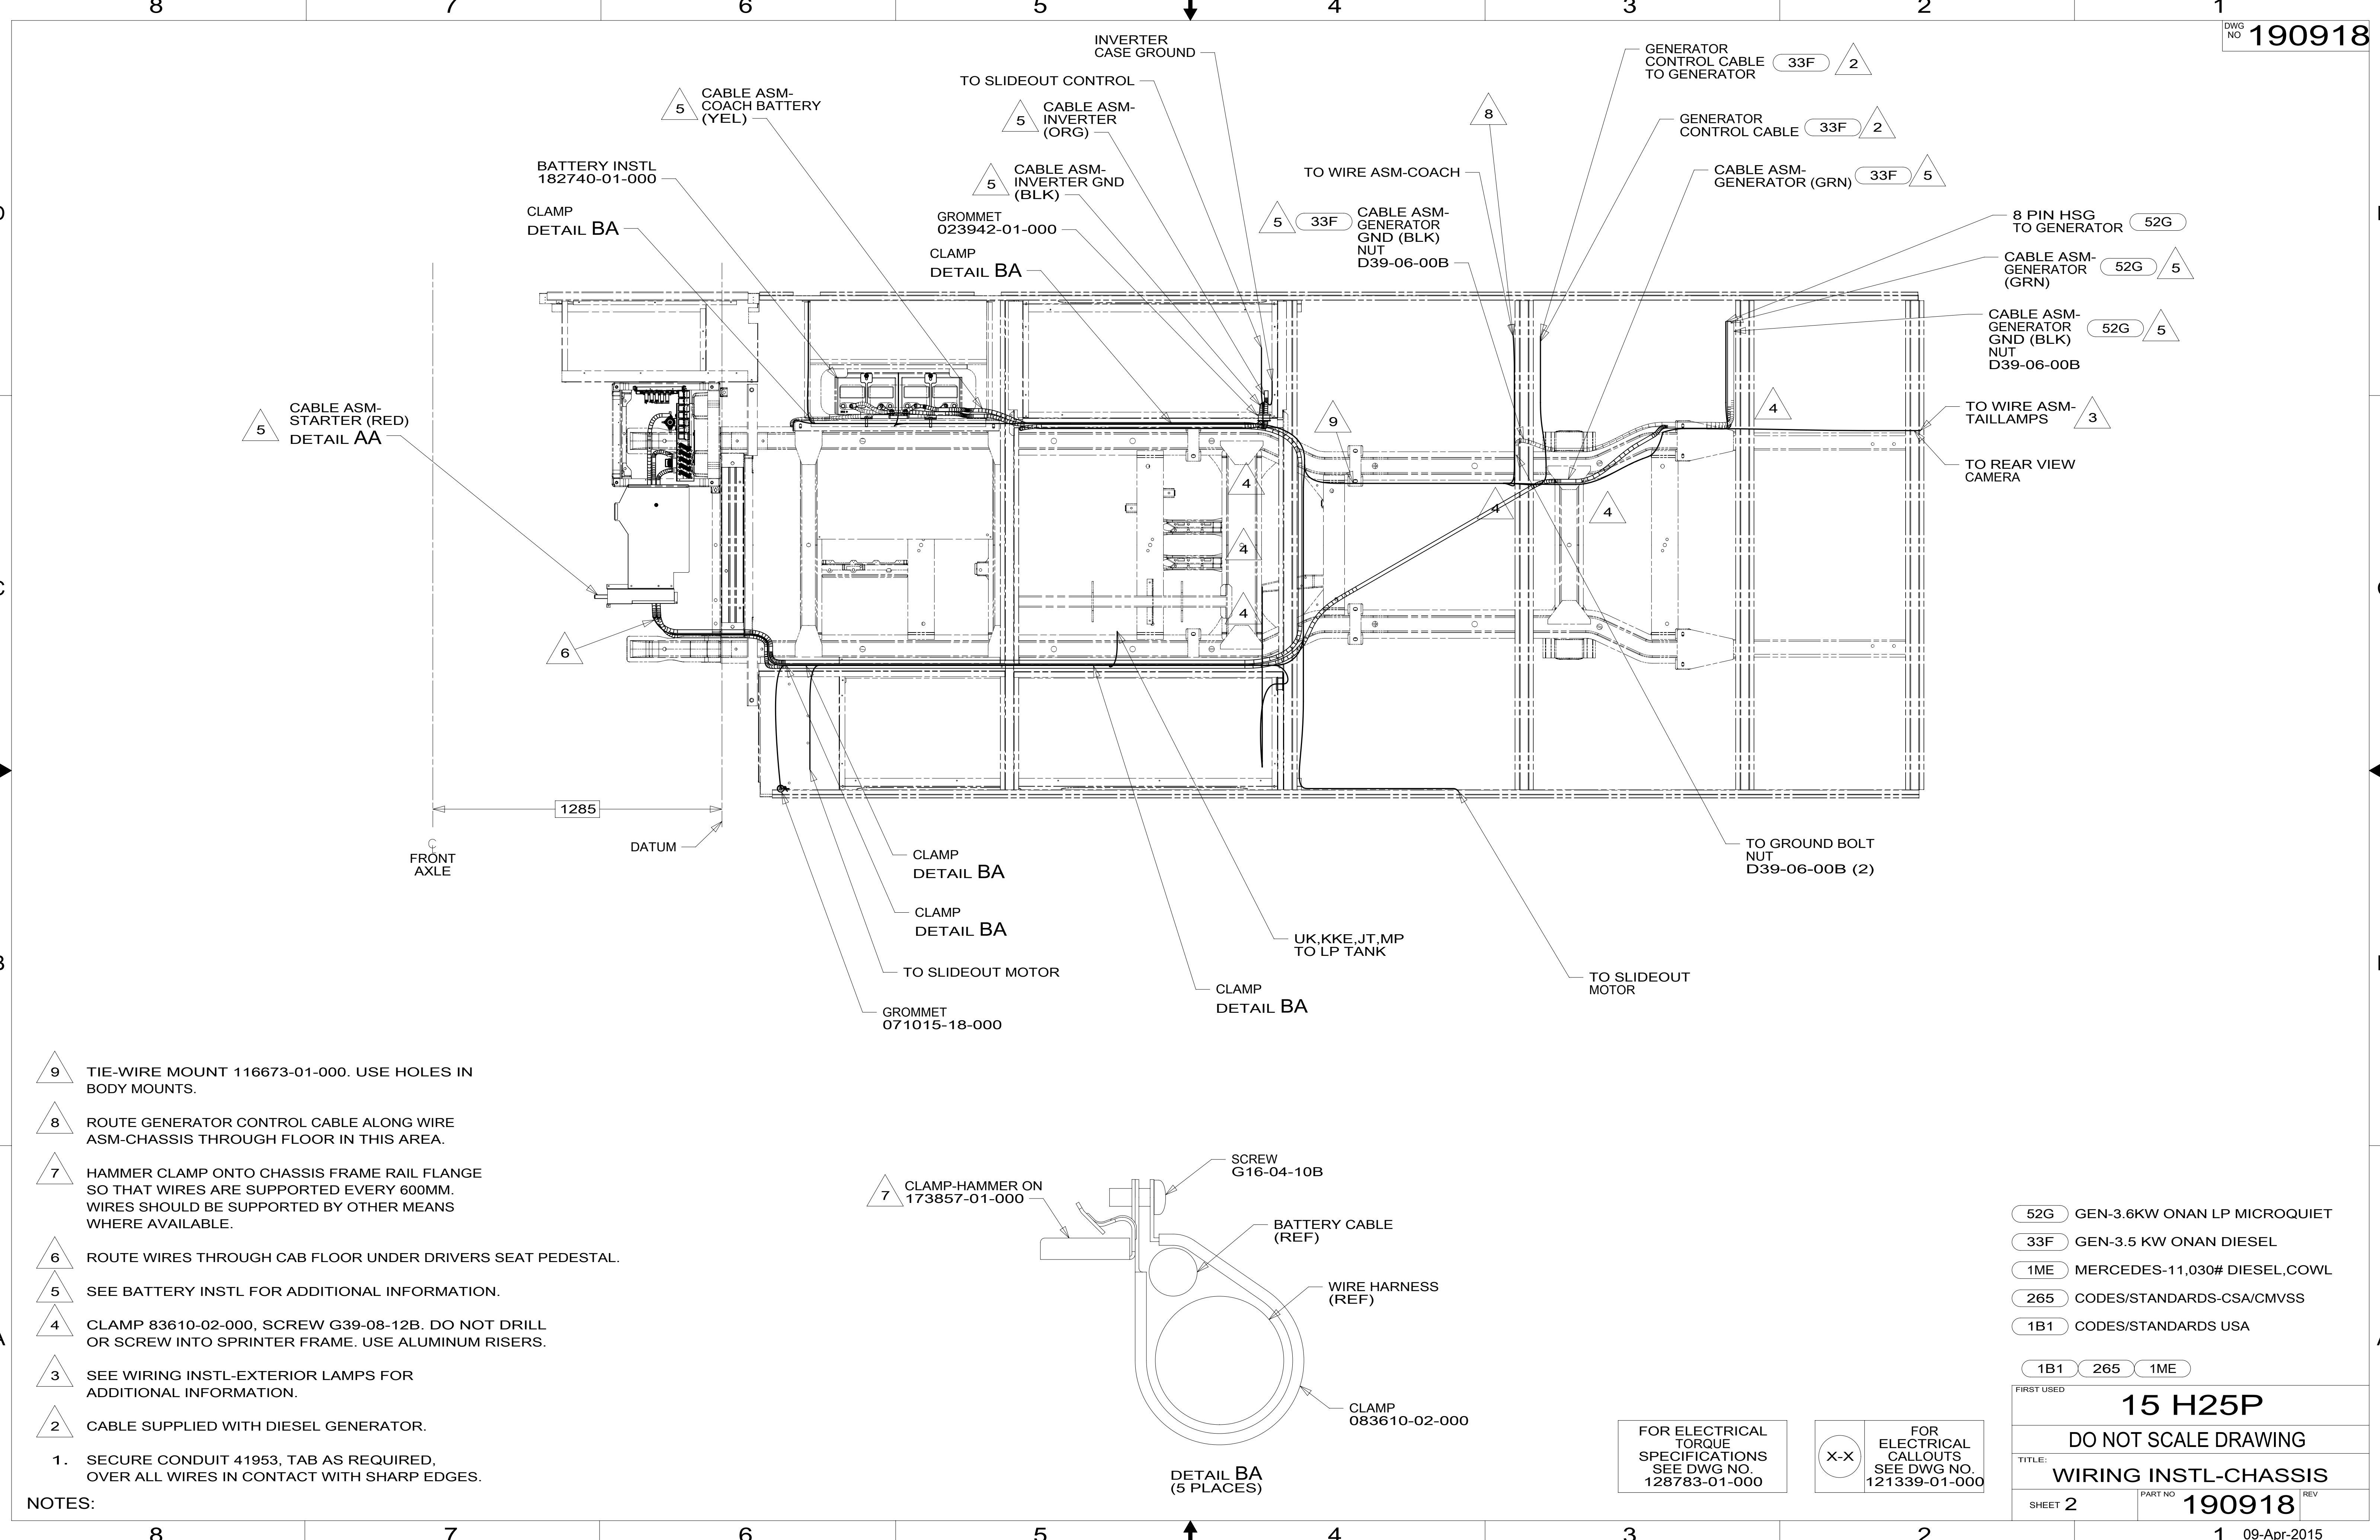 8 7 6 5 4 3 2 1
DWG
NO 190918
INVERTER
CASE GROUND
TO SLIDEOUT CONTROL
5
CABLE ASM-
COACH BATTERY
(YEL)
5
CABLE ASM-
INVERTER
(ORG)
BATTERY INSTL
182740-01-000
5
CABLE ASM-
INVERTER GND
(BLK)
CLAMP
DETAIL BA
GROMMET
023942-01-000
CLAMP
DETAIL BA
GENERATOR
CONTROL CABLE 33F 2
TO GENERATOR
8
GENERATOR
CONTROL CABLE 33F 2
TO WIRE ASM-COACH
CABLE ASM-
GENERATOR (GRN) 33F 5
5 33F CABLE ASM-
GENERATOR
GND (BLK)
NUT
D39-06-00B
8 PIN HSG
TO GENERATOR 52G
CABLE ASM-
GENERATOR 52G 5
(GRN)
CABLE ASM-
GENERATOR 52G 5
GND (BLK)
NUT
D39-06-00B
5
CABLE ASM-
STARTER (RED)
DETAIL AA
9
4
TO WIRE ASM-
TAILLAMPS 3
TO REAR VIEW
CAMERA
4
4
4
4
4
6
1285
DATUM
FRONT
AXLE
CLAMP
DETAIL BA
CLAMP
DETAIL BA
TO SLIDEOUT MOTOR
GROMMET
071015-18-000
UK,KKE,JT,MP
TO LP TANK
CLAMP
DETAIL BA
TO GROUND BOLT
NUT
D39-06-00B (2)
TO SLIDEOUT
MOTOR
9 TIE-WIRE MOUNT 116673-01-000. USE HOLES IN
BODY MOUNTS.
8 ROUTE GENERATOR CONTROL CABLE ALONG WIRE
ASM-CHASSIS THROUGH FLOOR IN THIS AREA.
7 HAMMER CLAMP ONTO CHASSIS FRAME RAIL FLANGE
SO THAT WIRES ARE SUPPORTED EVERY 600MM.
WIRES SHOULD BE SUPPORTED BY OTHER MEANS
WHERE AVAILABLE.
6 ROUTE WIRES THROUGH CAB FLOOR UNDER DRIVERS SEAT PEDESTAL.
5 SEE BATTERY INSTL FOR ADDITIONAL INFORMATION.
4 CLAMP 83610-02-000, SCREW G39-08-12B. DO NOT DRILL
OR SCREW INTO SPRINTER FRAME. USE ALUMINUM RISERS.
3 SEE WIRING INSTL-EXTERIOR LAMPS FOR
ADDITIONAL INFORMATION.
2 CABLE SUPPLIED WITH DIESEL GENERATOR.
1. SECURE CONDUIT 41953, TAB AS REQUIRED,
OVER ALL WIRES IN CONTACT WITH SHARP EDGES.
NOTES:
SCREW
G16-04-10B
7 CLAMP-HAMMER ON
173857-01-000
BATTERY CABLE
(REF)
WIRE HARNESS
(REF)
CLAMP
083610-02-000
DETAIL BA
(5 PLACES)
FOR ELECTRICAL
TORQUE
SPECIFICATIONS
SEE DWG NO.
128783-01-000
X-X
FOR
ELECTRICAL
CALLOUTS
SEE DWG NO.
121339-01-000
52G GEN-3.6KW ONAN LP MICROQUIET
33F GEN-3.5 KW ONAN DIESEL
1ME MERCEDES-11,030# DIESEL,COWL
265 CODES/STANDARDS-CSA/CMVSS
1B1 CODES/STANDARDS USA
1B1 265 1ME
FIRST USED
15 H25P
DO NOT SCALE DRAWING
TITLE:
WIRING INSTL-CHASSIS
SHEET 2 PART NO 190918 REV
8 7 6 5 4 3 2 1
09-Apr-2015